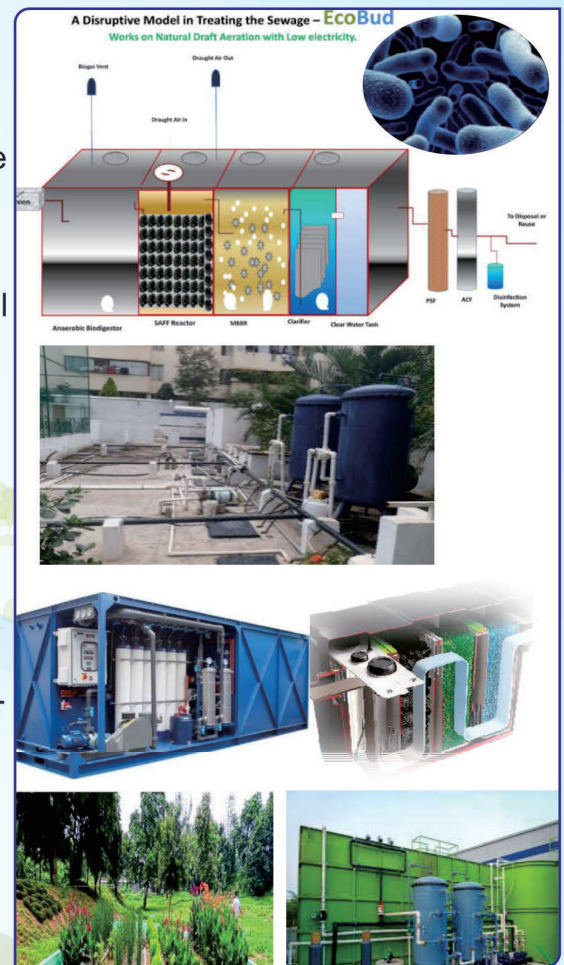 A Disruptive Model in Treating the Sewage – EcoBud
Works on Natural Draft Aeration with Low electricity.
Biogas Vent
Draught Air Out
Draught Air In
e
l
r
To Disposal or
Reuse
PSF
ACF
Disinfection
System
Anaerobic Biodigestor
SAFF Reactor
MBBR
Clarifier
Clear Water Tank